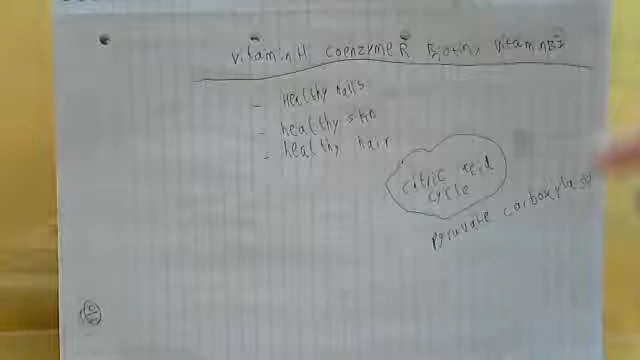 vitamin H, coenzyme R Biotin, vitamin B7
- Healthy nails
- healthy skin
- healthy hair
citric acid
cycle
pyruvate carboxylase